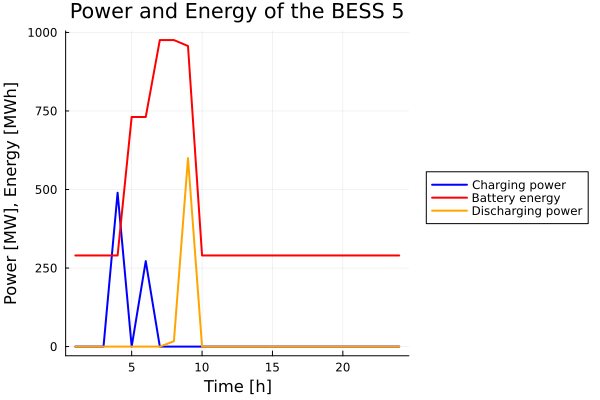 Power and Energy of the BESS 5
Power [MW], Energy [MWh]
1000
750
500
250
0
5
10
15
20
Time [h]
Charging power
Battery energy
Discharging power